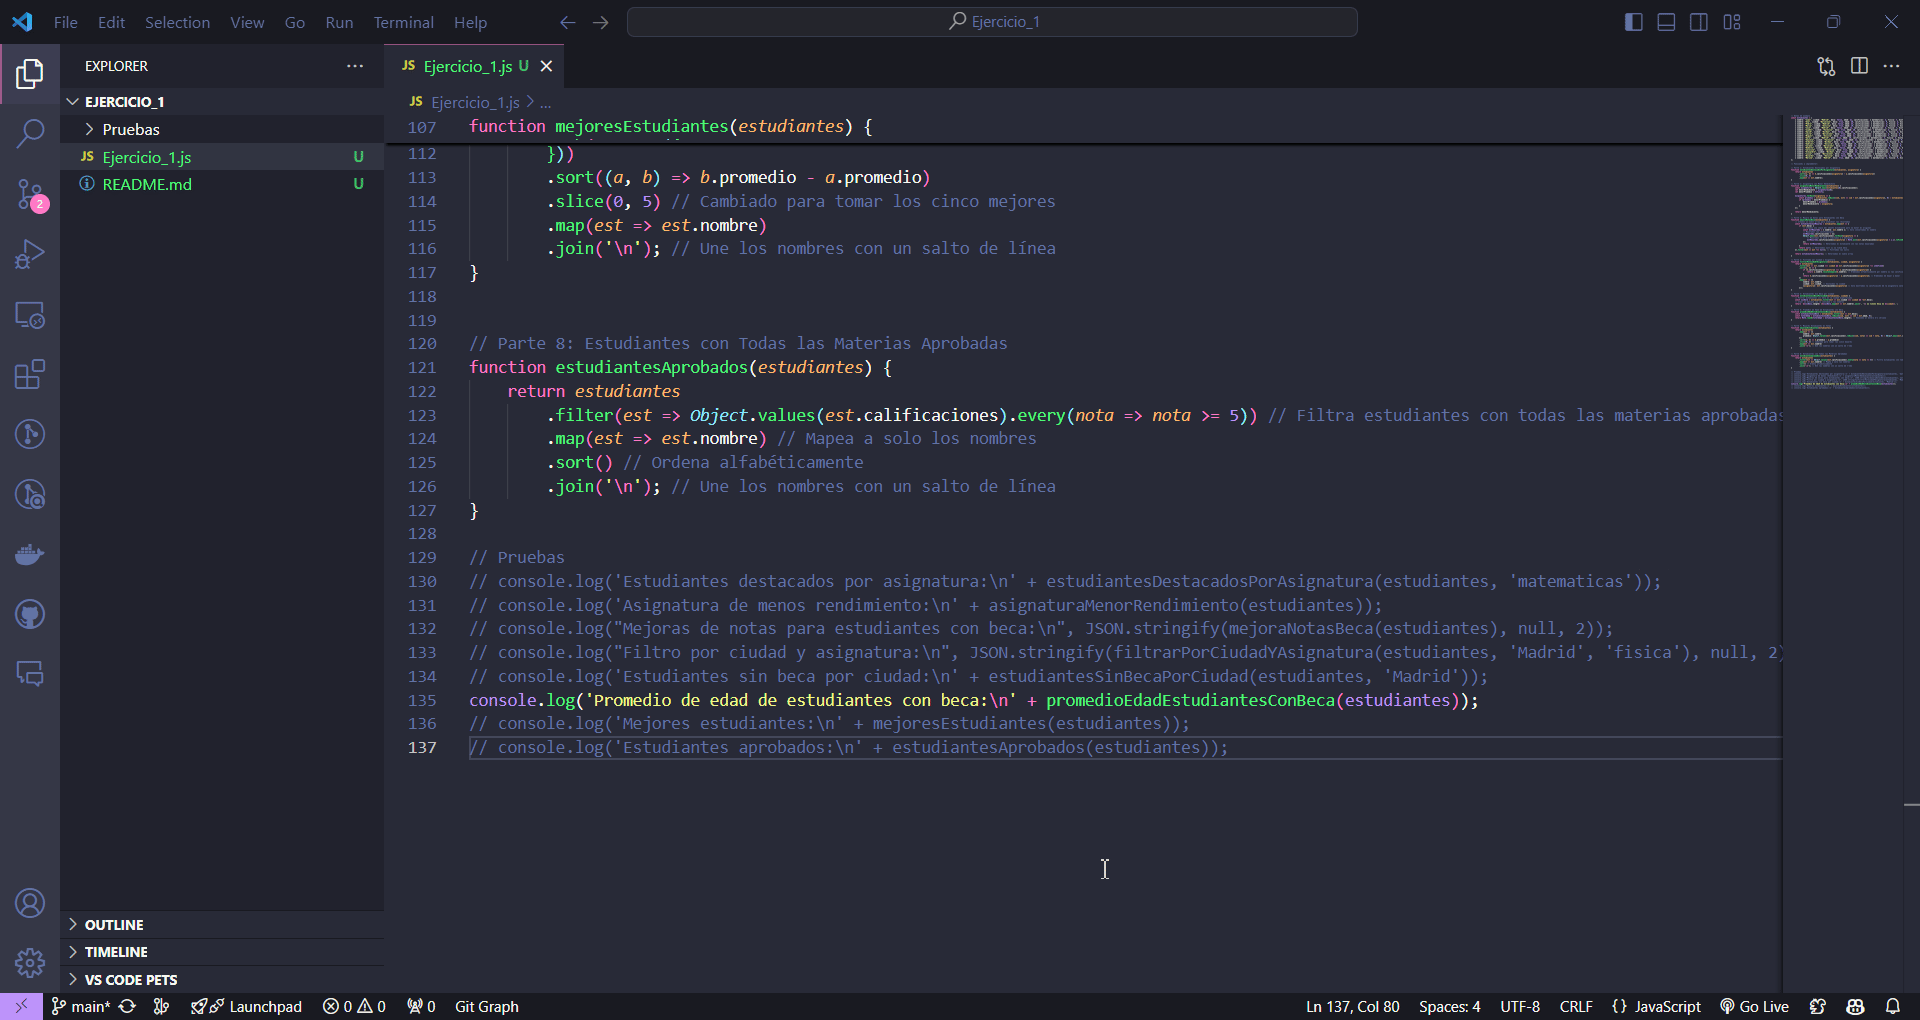 File Edit Selection View Go Run Terminal Help
Ejercicio_1
EXPLORER
EJERCICIO_1
Pruebas
JS Ejercicio_1.js U
README.md U
OUTLINE
TIMELINE
VS CODE PETS
2
JS Ejercicio_1.js U
JS Ejercicio_1.js > ...
107 function mejoresEstudiantes(estudiantes) {
112 }))
113 .sort((a, b) => b.promedio - a.promedio)
114 .slice(0, 5) // Cambiado para tomar los cinco mejores
115 .map(est => est.nombre)
116 .join('\n'); // Une los nombres con un salto de línea
117 }
118
119
120 // Parte 8: Estudiantes con Todas las Materias Aprobadas
121 function estudiantesAprobados(estudiantes) {
122 return estudiantes
123 .filter(est => Object.values(est.calificaciones).every(nota => nota >= 5)) // Filtra estudiantes con todas las materias aprobadas
124 .map(est => est.nombre) // Mapea a solo los nombres
125 .sort() // Ordena alfabéticamente
126 .join('\n'); // Une los nombres con un salto de línea
127 }
128
129 // Pruebas
130 // console.log('Estudiantes destacados por asignatura:\n' + estudiantesDestacadosPorAsignatura(estudiantes, 'matematicas'));
131 // console.log('Asignatura de menos rendimiento:\n' + asignaturaMenorRendimiento(estudiantes));
132 // console.log("Mejoras de notas para estudiantes con beca:\n", JSON.stringify(mejoraNotasBeca(estudiantes), null, 2));
133 // console.log("Filtro por ciudad y asignatura:\n", JSON.stringify(filtrarPorCiudadYAsignatura(estudiantes, 'Madrid', 'fisica'), null, 2)
134 // console.log('Estudiantes sin beca por ciudad:\n' + estudiantesSinBecaPorCiudad(estudiantes, 'Madrid'));
135 console.log('Promedio de edad de estudiantes con beca:\n' + promedioEdadEstudiantesConBeca(estudiantes));
136 // console.log('Mejores estudiantes:\n' + mejoresEstudiantes(estudiantes));
137 // console.log('Estudiantes aprobados:\n' + estudiantesAprobados(estudiantes));
main* Launchpad 0 0 0 Git Graph Ln 137, Col 80 Spaces: 4 UTF-8 CRLF {} JavaScript Go Live